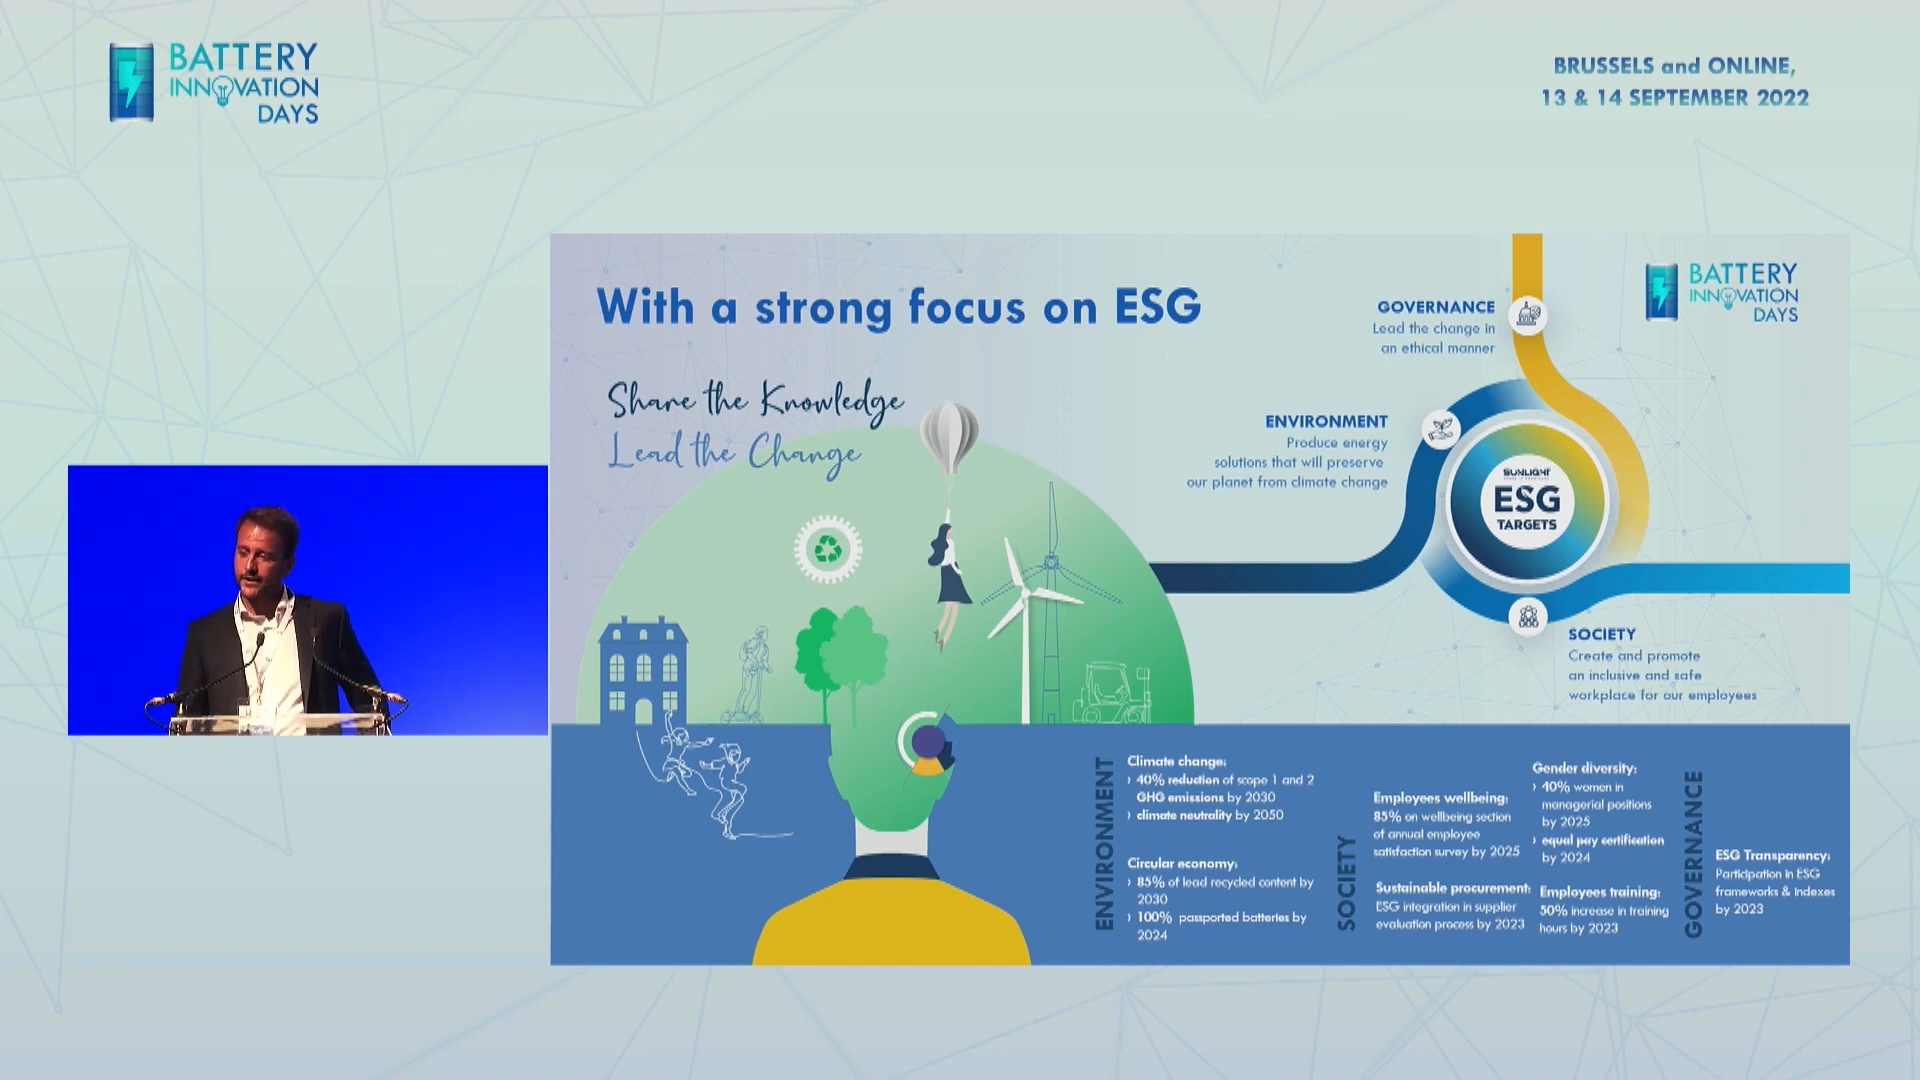 BATTERY
INNOVATION
DAYS
BRUSSELS and ONLINE,
13 & 14 SEPTEMBER 2022
With a strong focus on ESG
Share the Knowledge
Lead the Change
GOVERNANCE
Lead the change in
an ethical manner
BATTERY
INNOVATION
DAYS
ENVIRONMENT
Produce energy
solutions that will preserve
our planet from climate change
SUNLIGHT
ESG
TARGETS
SOCIETY
Create and promote
an inclusive and safe
workplace for our employees
ENVIRONMENT
Climate change:
› 40% reduction of scope 1 and 2
GHG emissions by 2030
› climate neutrality by 2050
Circular economy:
› 85% of lead recycled content by
2030
› 100% passported batteries by
2024
SOCIETY
Employees wellbeing:
85% on wellbeing section
of annual employee
satisfaction survey by 2025
Sustainable procurement:
ESG integration in supplier
evaluation process by 2023
Gender diversity:
› 40% women in
managerial positions
by 2025
› equal pay certification
by 2024
Employees training:
50% increase in training
hours by 2023
GOVERNANCE
ESG Transparency:
Participation in ESG
frameworks & indexes
by 2023